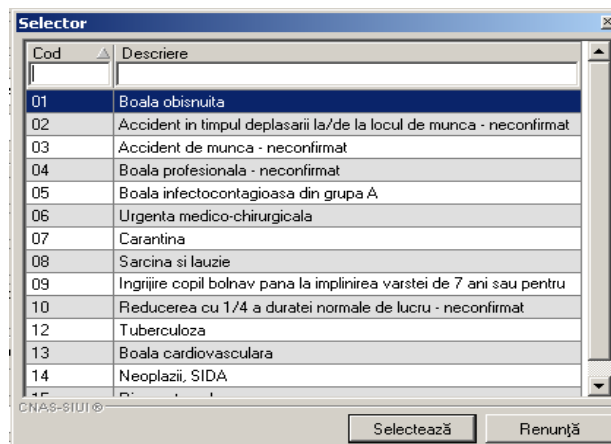 Selector
Cod Descriere
01 Boala obisnuita
02 Accident in timpul deplasarii la/de la locul de munca - neconfirmat
03 Accident de munca - neconfirmat
04 Boala profesionala - neconfirmat
05 Boala infectocontagioasa din grupa A
06 Urgenta medico-chirurgicala
07 Carantina
08 Sarcina si lauzie
09 Ingrijire copil bolnav pana la implinirea varstei de 7 ani sau pentru
10 Reducerea cu 1/4 a duratei normale de lucru - neconfirmat
12 Tuberculoza
13 Boala cardiovasculara
14 Neoplazii, SIDA
CNAS-SIUI ®
Selectează Renunţă